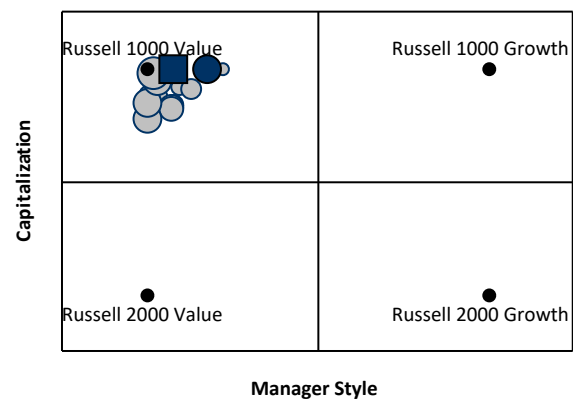 Russell 1000 Value
Russell 1000 Growth
Capitalization
Russell 2000 Value
Russell 2000 Growth
Manager Style